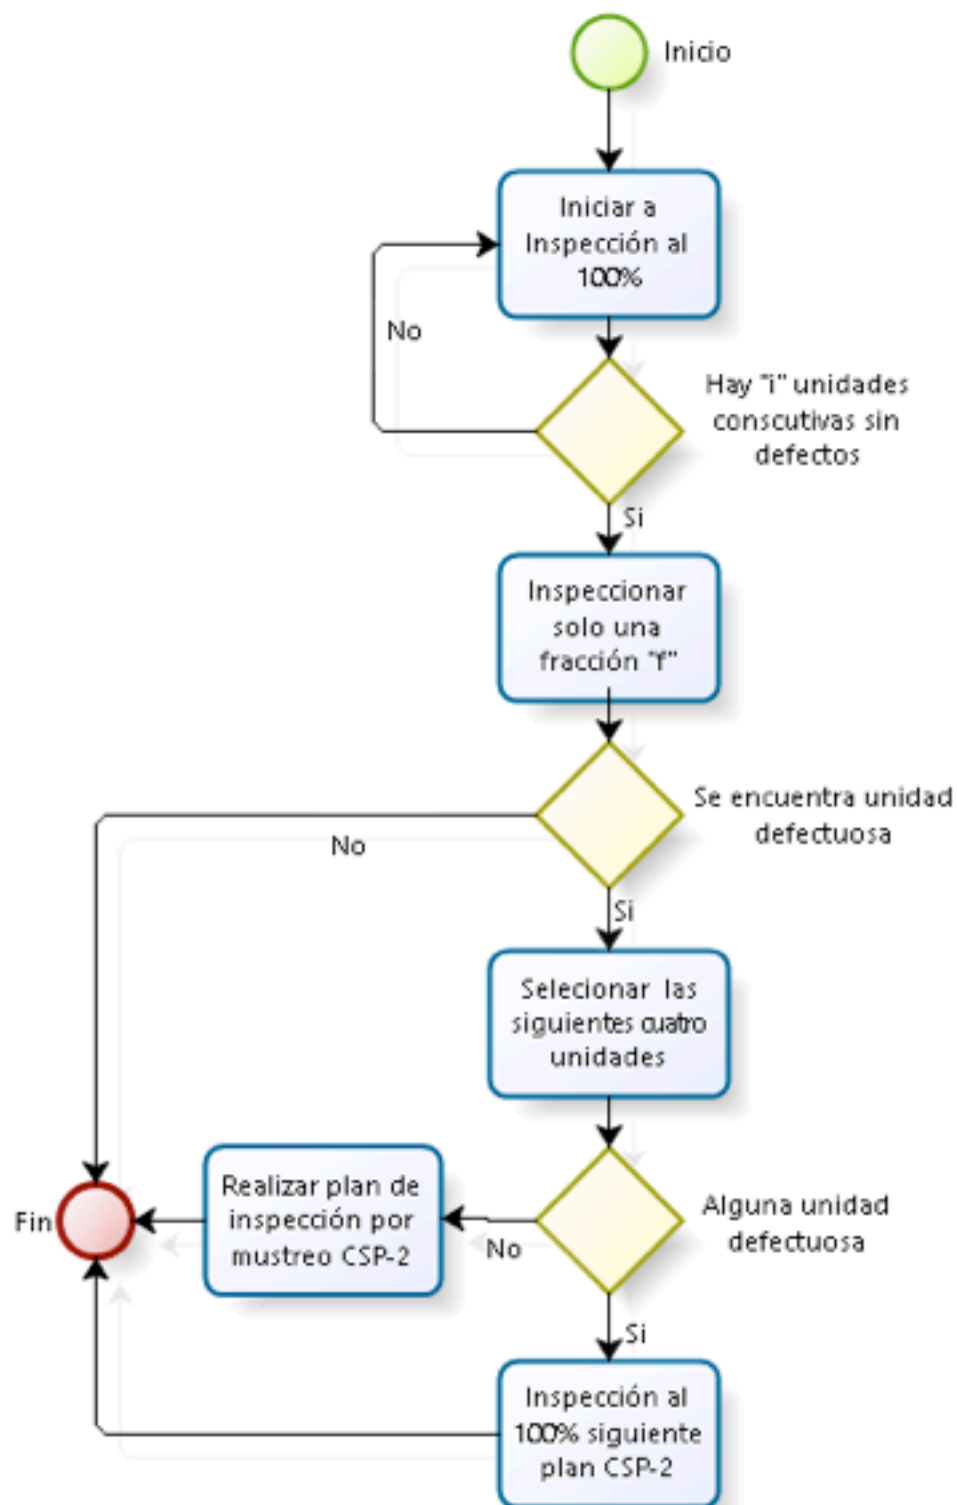 Inicio
Iniciar a
Inspección al
100%
No
Hay "i" unidades
conscutivas sin
defectos
Si
Inspeccionar
solo una
fracción "f"
Se encuentra unidad
defectuosa
No
Si
Selecionar las
siguientes cuatro
unidades
Alguna unidad
defectuosa
No
Realizar plan de
inspección por
mustreo CSP-2
Fin
Si
Inspección al
100% siguiente
plan CSP-2